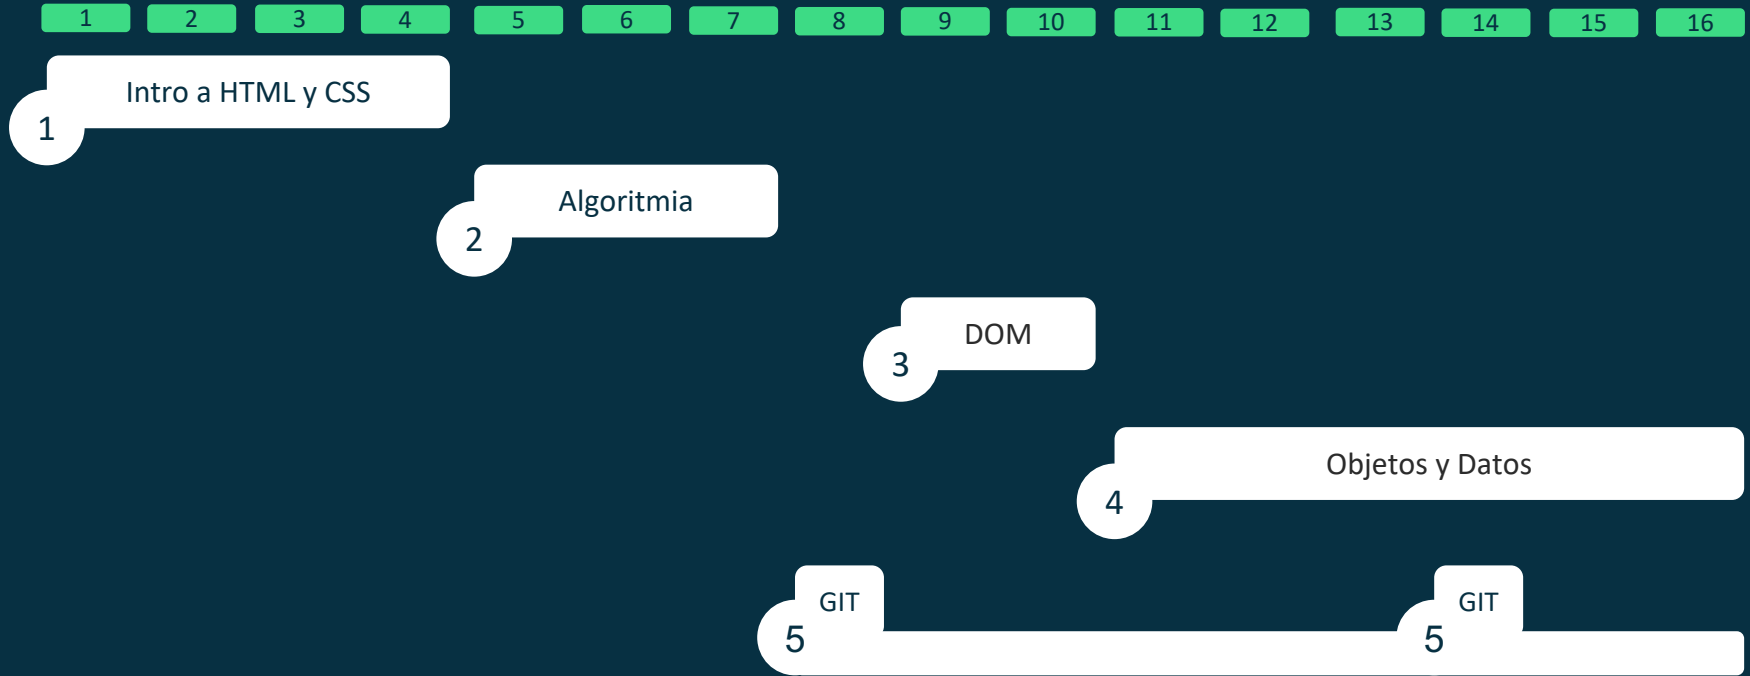 1 2 3 4 5 6 7 8 9 10 11 12 13 14 15 16
Intro a HTML y CSS
1
Algoritmia
2
DOM
3
Objetos y Datos
4
GIT GIT
5 5